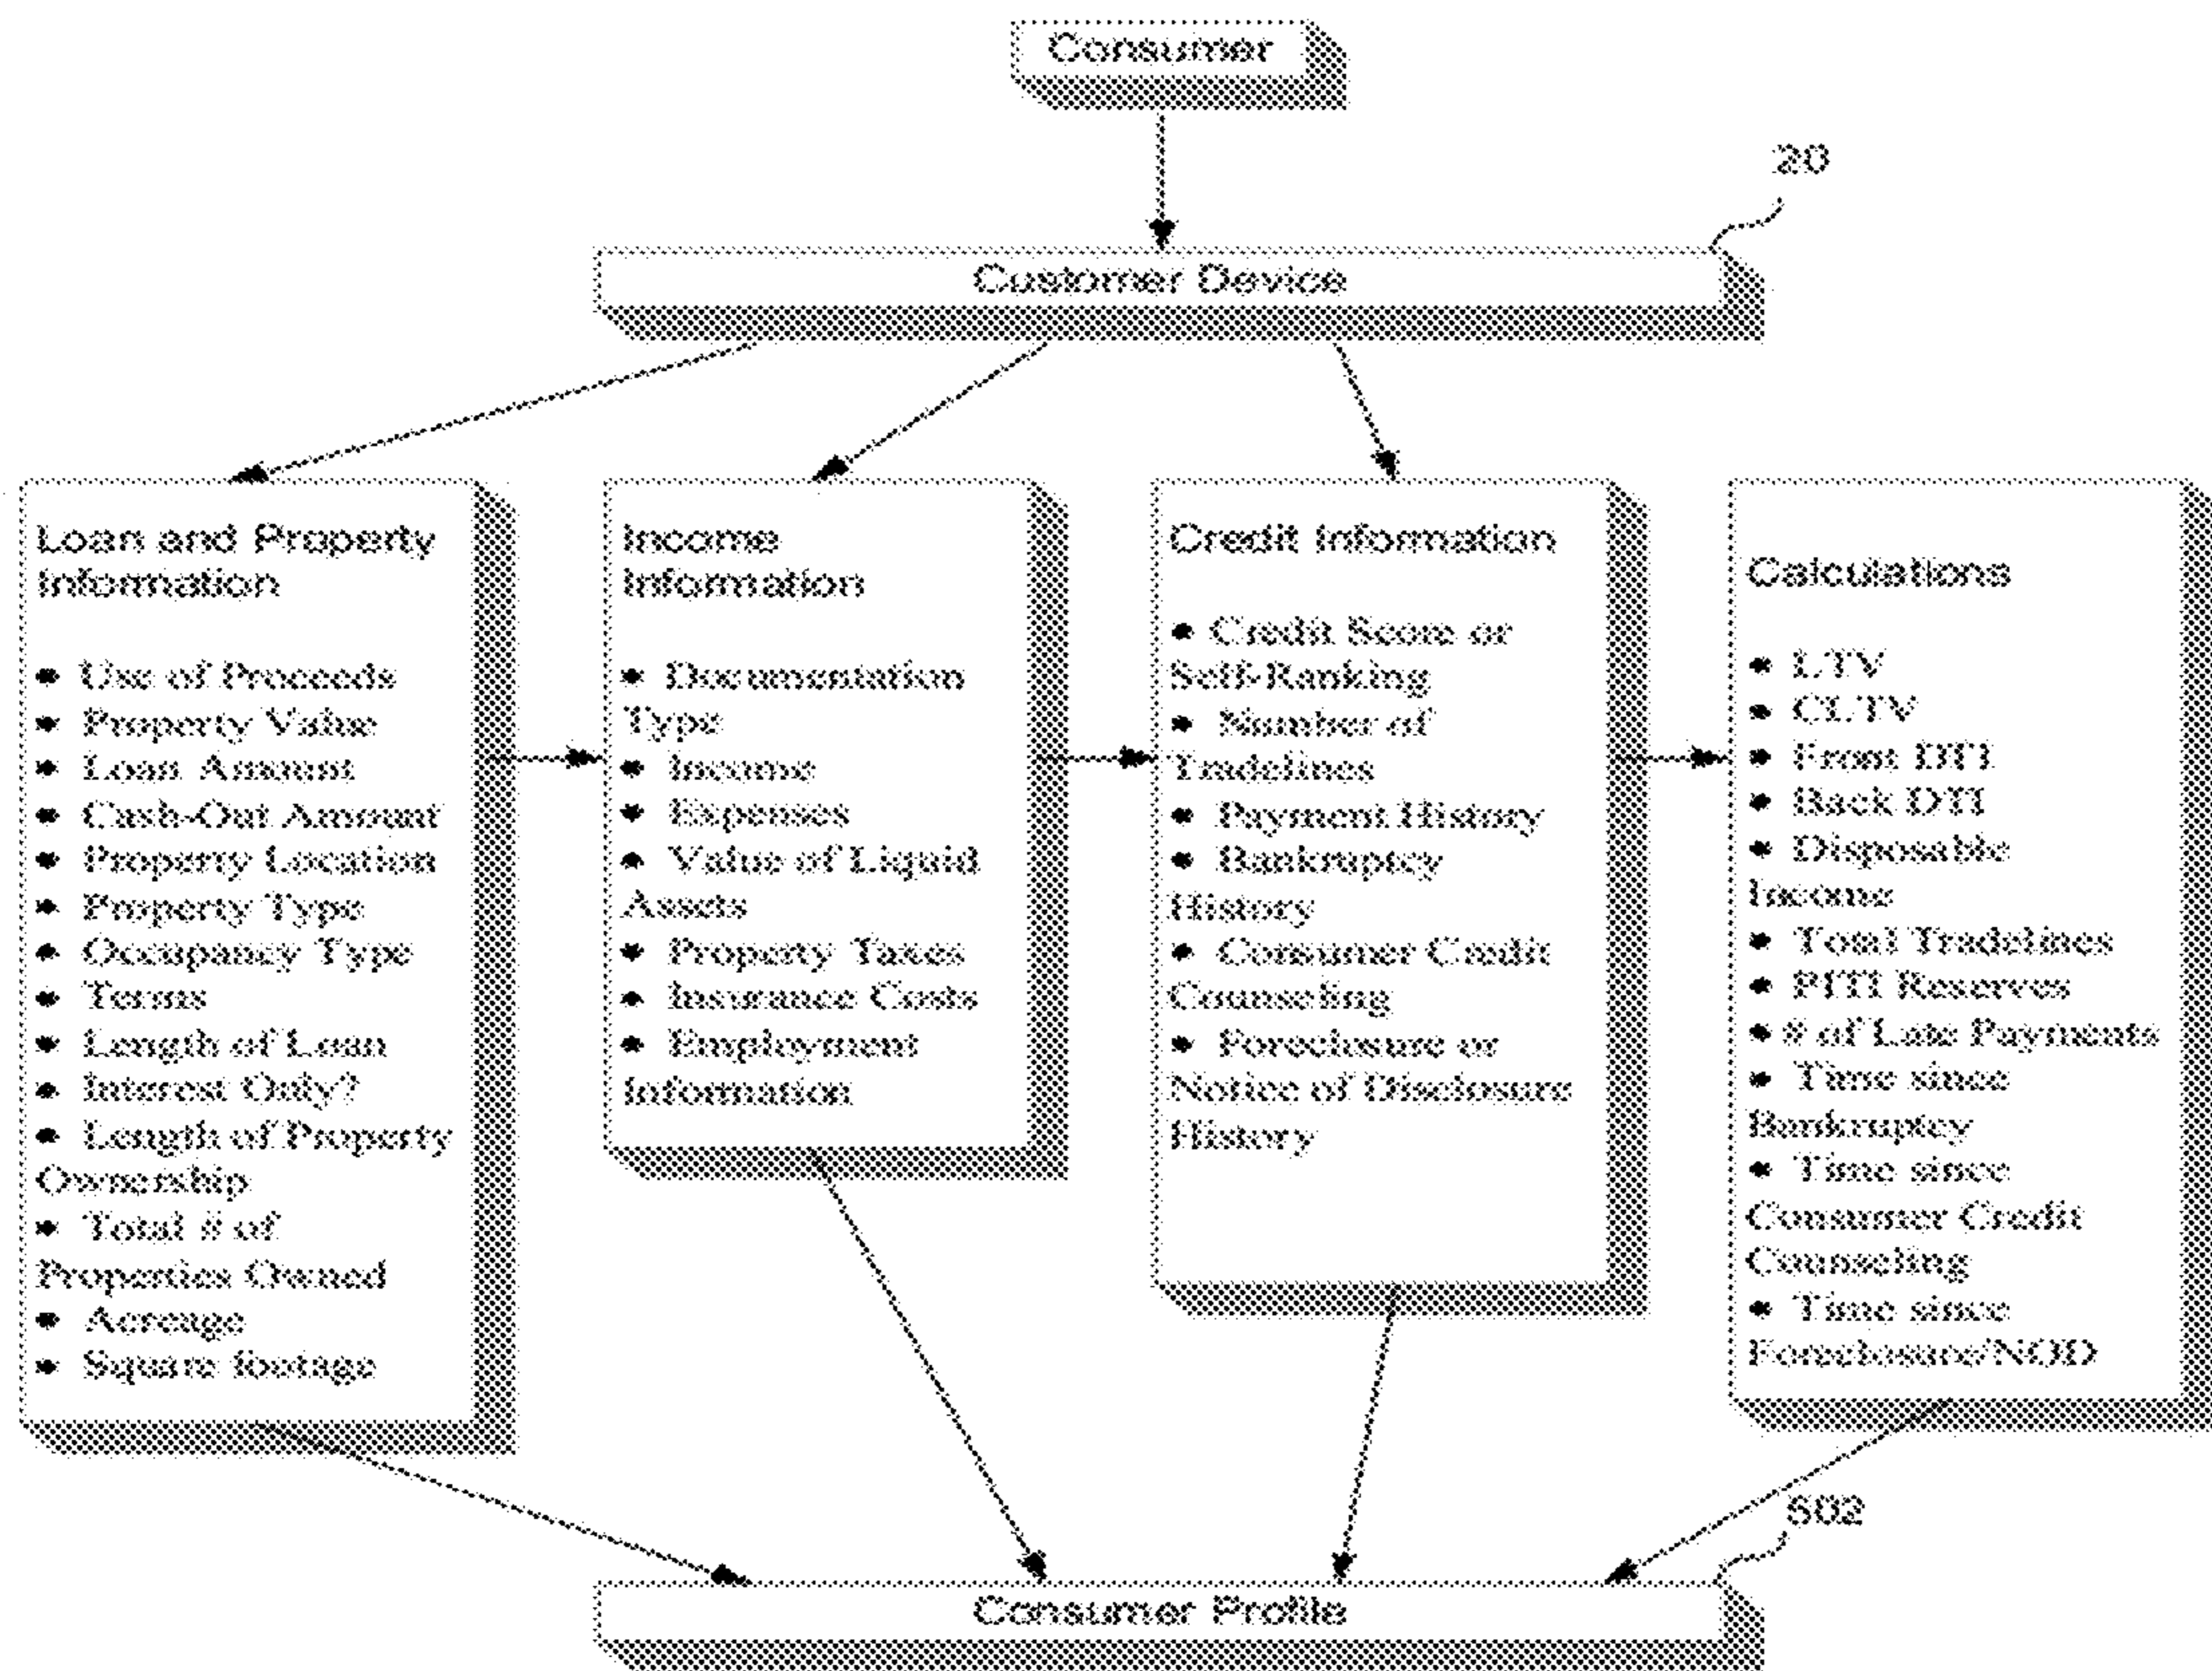 Consumer
20
Customer Device
Loan and Property
Information
• Use of Proceeds
• Property Value
• Loan Amount
• Cash-Out Amount
• Property Location
• Property Type
• Occupancy Type
• Terms
• Length of Loan
• Interest Only?
• Length of Property
Ownership
• Total # of
Properties Owned
• Acreage
• Square footage
Income
Information
• Documentation
Type
• Income
• Expenses
• Value of Liquid
Assets
• Property Taxes
• Insurance Costs
• Employment
Information
Credit Information
• Credit Score or
Self-Ranking
• Number of
Tradelines
• Payment History
• Bankruptcy
History
• Consumer Credit
Counseling
• Foreclosure or
Notice of Disclosure
History
Calculations
• LTV
• CLTV
• Front DTI
• Back DTI
• Disposable
Income
• Total Tradelines
• PITI Reserves
• # of Late Payments
• Time since
Bankruptcy
• Time since
Consumer Credit
Counseling
• Time since
Foreclosure/NOD
Consumer Profile